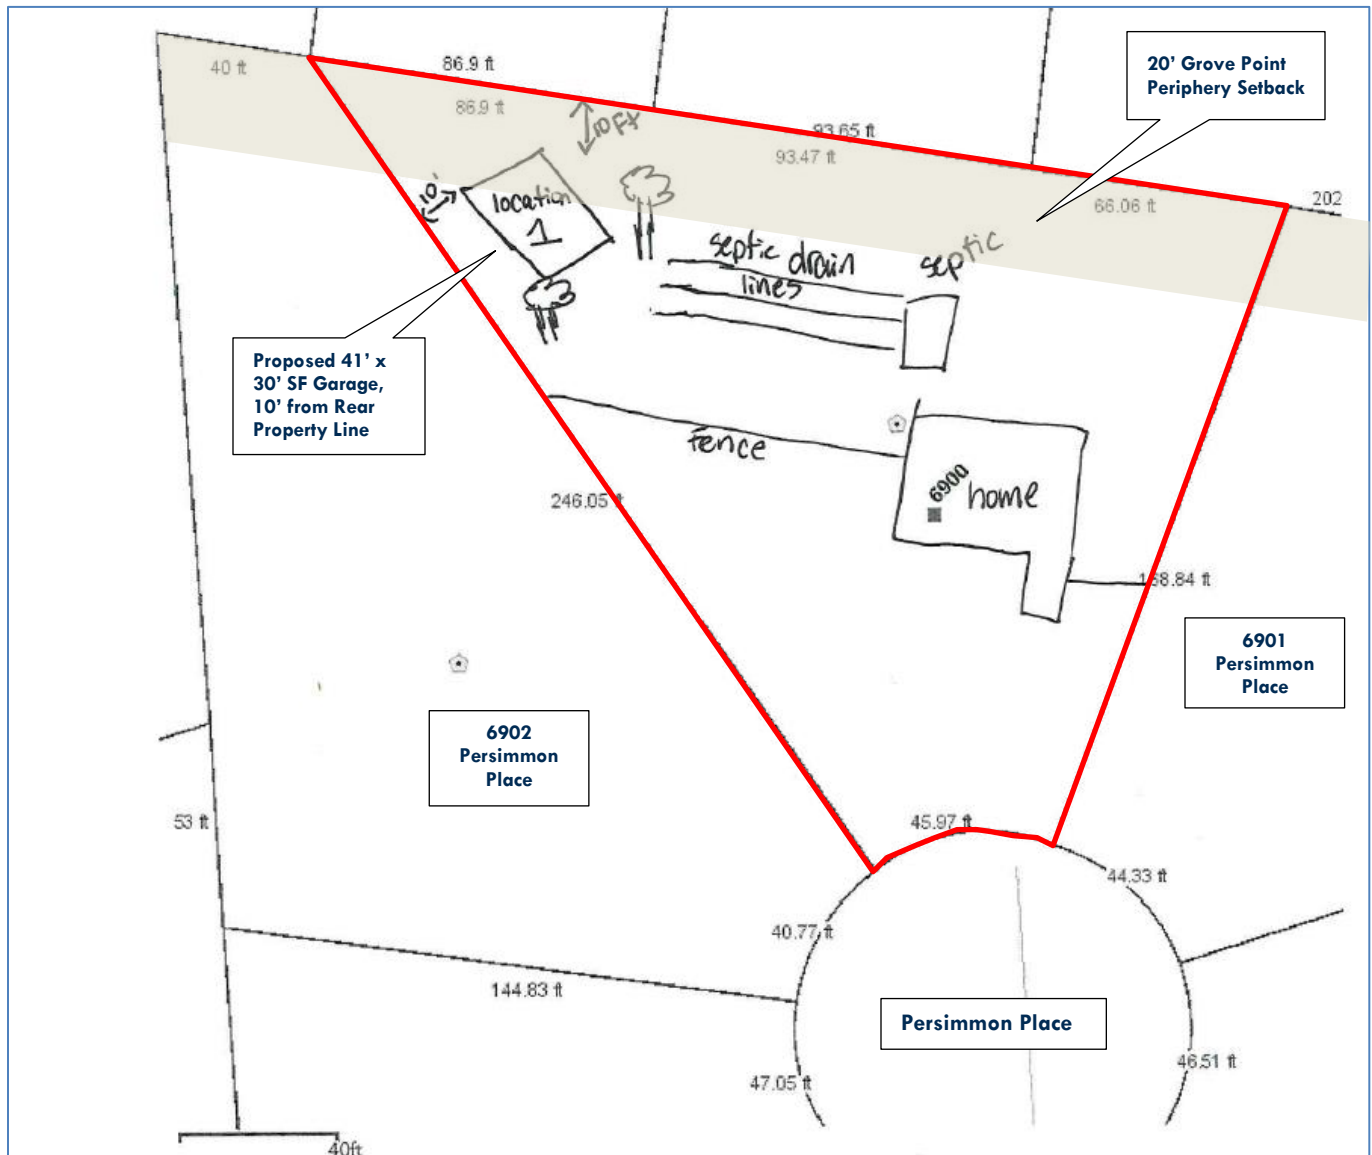 40 ft
86.9 ft
86.9 ft
10 Ft
93.65 ft
93.47 ft
20' Grove Point
Periphery Setback
66.06 ft
202
10'
location
1
septic drain
lines
septic
Proposed 41' x
30' SF Garage,
10' from Rear
Property Line
fence
6900
home
246.05 ft
168.84 ft
6901
Persimmon
Place
6902
Persimmon
Place
53 ft
45.97 ft
44.33 ft
40.77 ft
144.83 ft
Persimmon Place
47.05 ft
46.51 ft
40ft